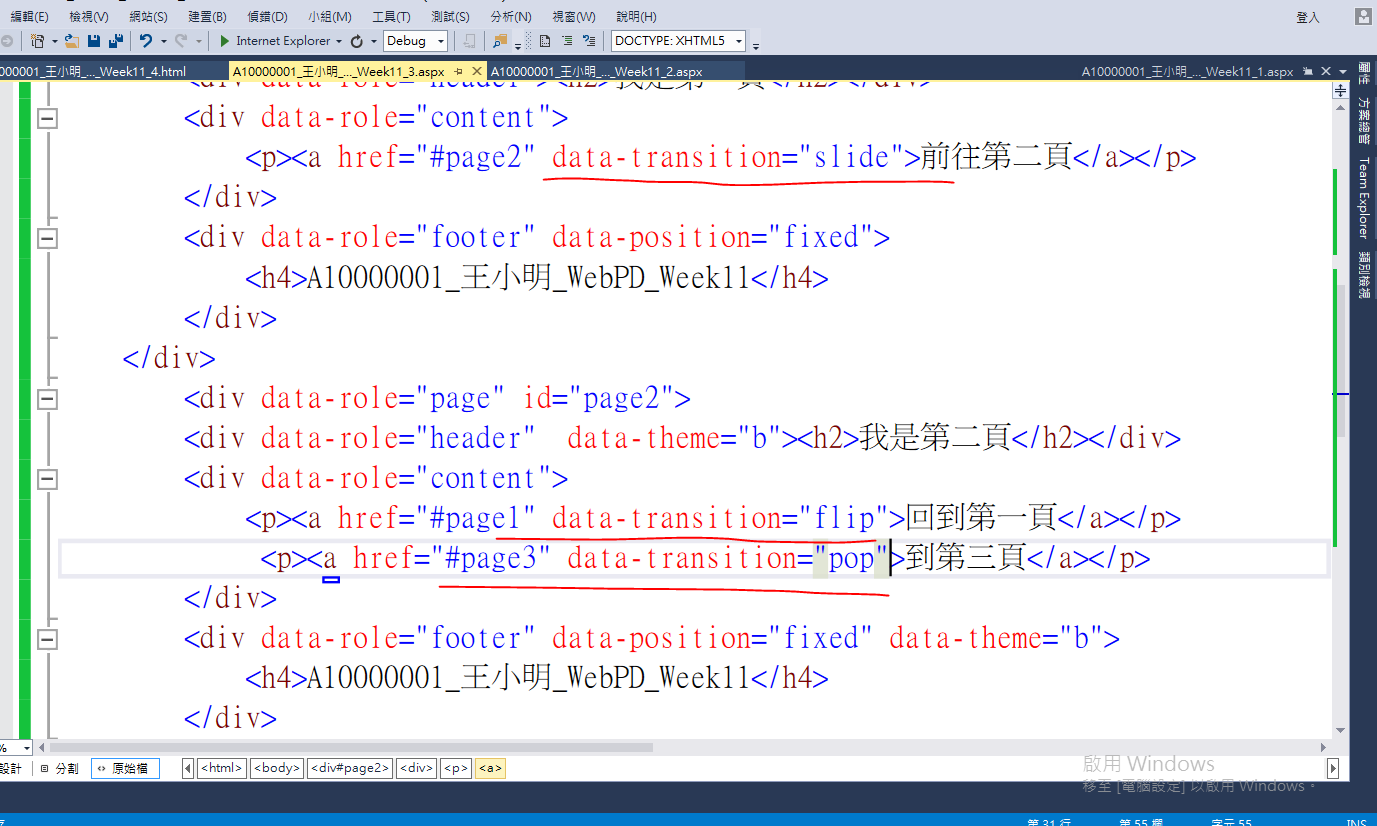 編輯(E) 檢視(V) 網站(S) 建置(B) 偵錯(D) 小組(M) 工具(T) 測試(S) 分析(N) 視窗(W) 說明(H) 登入
Internet Explorer Debug DOCTYPE: XHTML5
0000001_王小明_..._Week11_4.html A10000001_王小明_..._Week11_3.aspx A10000001_王小明_..._Week11_2.aspx A10000001_王小明_..._Week11_1.aspx
屬性
方案總管
Team Explorer
類別檢視
<div data-role="header"><h2>我是第一頁</h2></div>
<div data-role="content">
<p><a href="#page2" data-transition="slide">前往第二頁</a></p>
</div>
<div data-role="footer" data-position="fixed">
<h4>A10000001_王小明_WebPD_Week11</h4>
</div>
</div>
<div data-role="page" id="page2">
<div data-role="header"  data-theme="b"><h2>我是第二頁</h2></div>
<div data-role="content">
<p><a href="#page1" data-transition="flip">回到第一頁</a></p>
<p><a href="#page3" data-transition="pop">到第三頁</a></p>
</div>
<div data-role="footer" data-position="fixed" data-theme="b">
<h4>A10000001_王小明_WebPD_Week11</h4>
</div>
%
設計 分割 原始檔 <html> <body> <div#page2> <div> <p> <a>
啟用 Windows
移至 [電腦設定] 以啟用 Windows。
第 31 行 第 55 欄 字元 55 INS